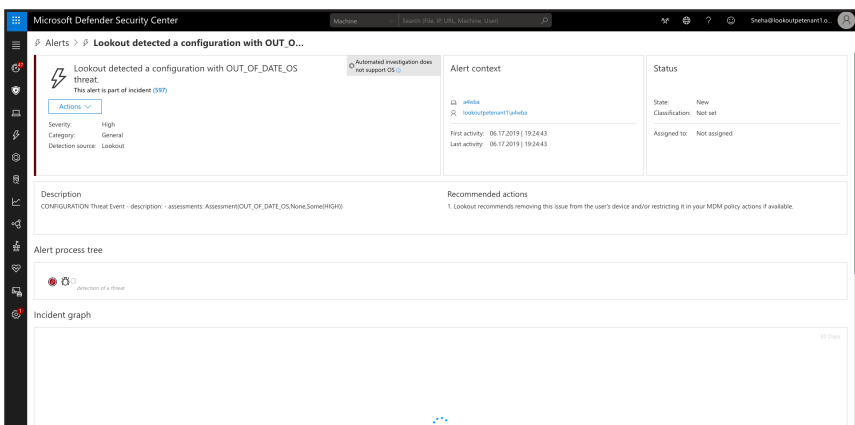 Microsoft Defender Security Center
Machine
Search (File, IP, URL, Machine, User)
?
Sneha@lookoutpetenant1.o...
Alerts > Lookout detected a configuration with OUT_O...
47
Lookout detected a configuration with OUT_OF_DATE_OS
threat.
This alert is part of incident (597)
Automated investigation does
not support OS
Actions
Severity: High
Category: General
Detection source: Lookout
Alert context
a4wba
lookoutpetenant1\a4wba
First activity: 06.17.2019 | 19:24:43
Last activity: 06.17.2019 | 19:24:43
Status
State: New
Classification: Not set
Assigned to: Not assigned
Description
CONFIGURATION Threat Event - description: - assessments: Assessment(OUT_OF_DATE_OS,None,Some(HIGH))
Recommended actions
1. Lookout recommends removing this issue from the user's device and/or restricting it in your MDM policy actions if available.
Alert process tree
detection of a threat
1
Incident graph
30 Days